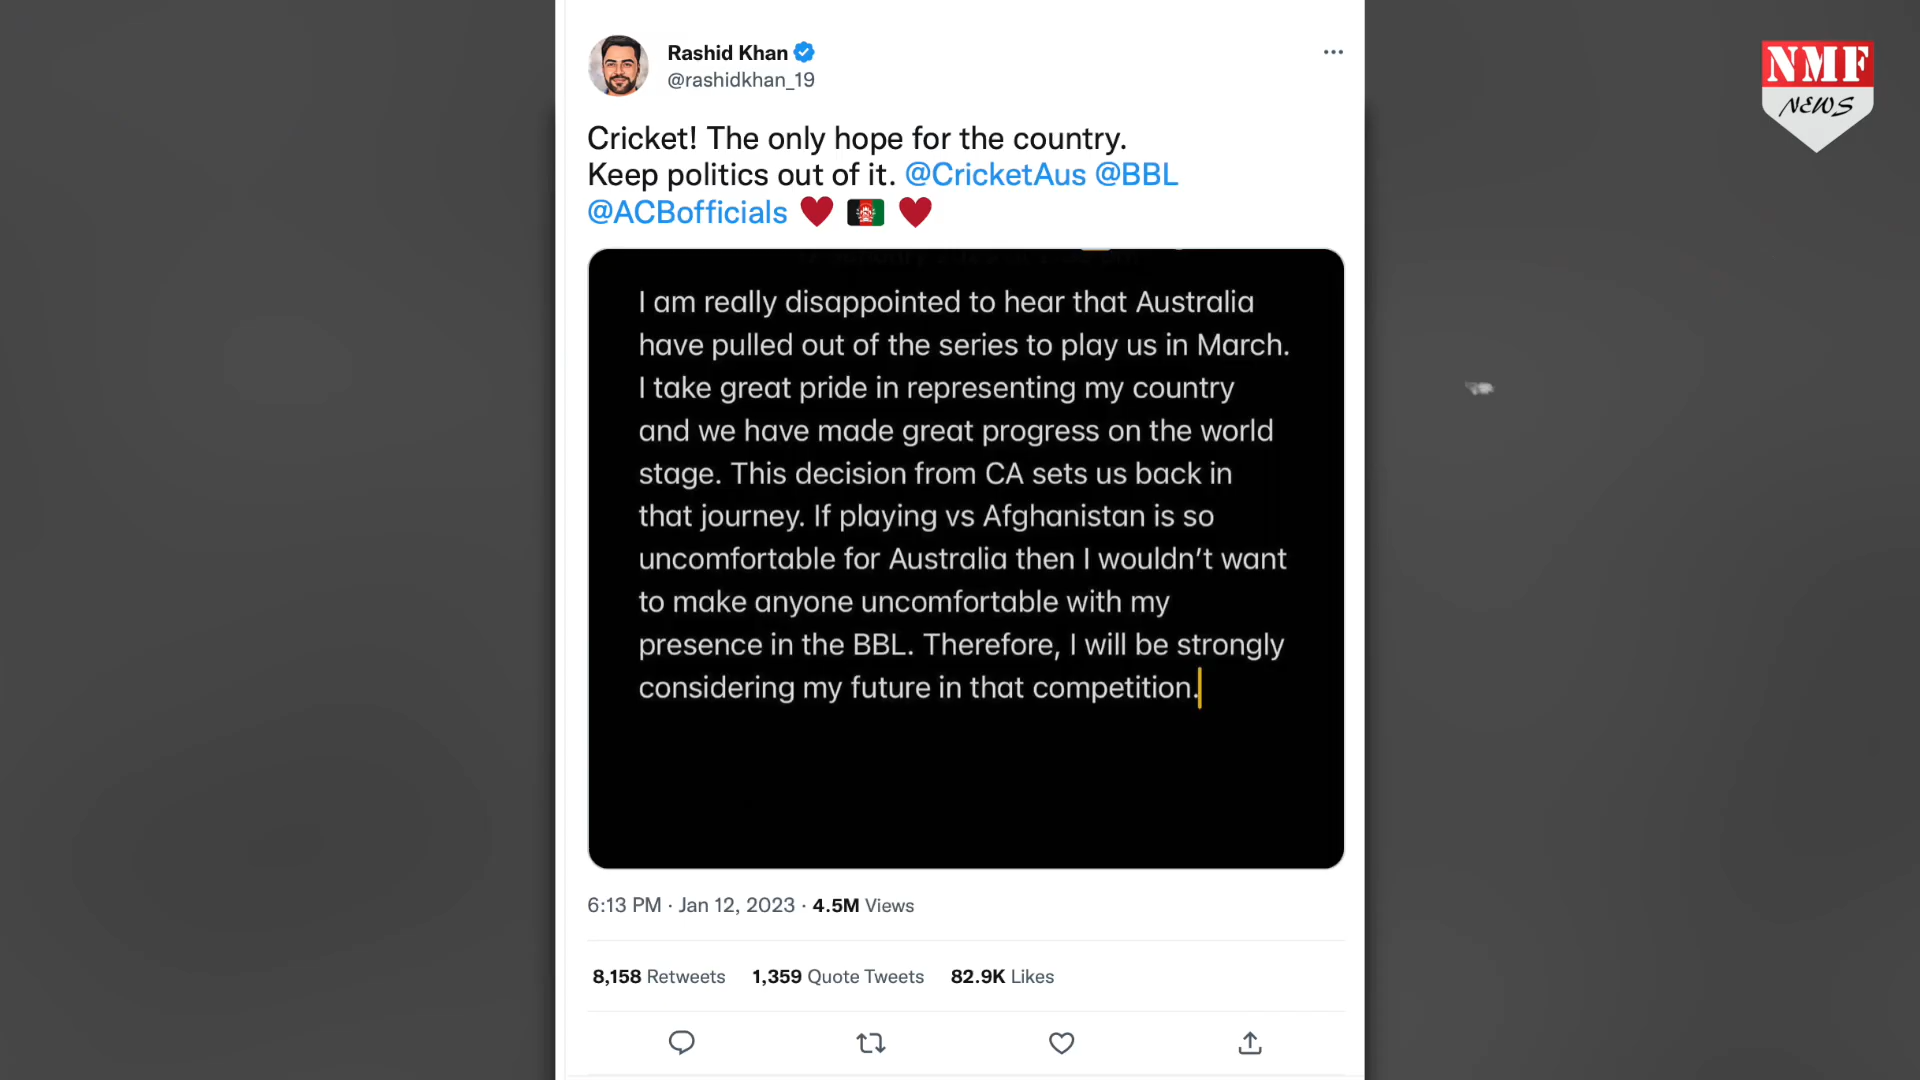 Rashid Khan
@rashidkhan_19
NMF
NEWS
Cricket! The only hope for the country.
Keep politics out of it. @CricketAus @BBL
@ACBofficials
I am really disappointed to hear that Australia
have pulled out of the series to play us in March.
I take great pride in representing my country
and we have made great progress on the world
stage. This decision from CA sets us back in
that journey. If playing vs Afghanistan is so
uncomfortable for Australia then I wouldn’t want
to make anyone uncomfortable with my
presence in the BBL. Therefore, I will be strongly
considering my future in that competition.
6:13 PM · Jan 12, 2023 · 4.5M Views
8,158 Retweets 1,359 Quote Tweets 82.9K Likes